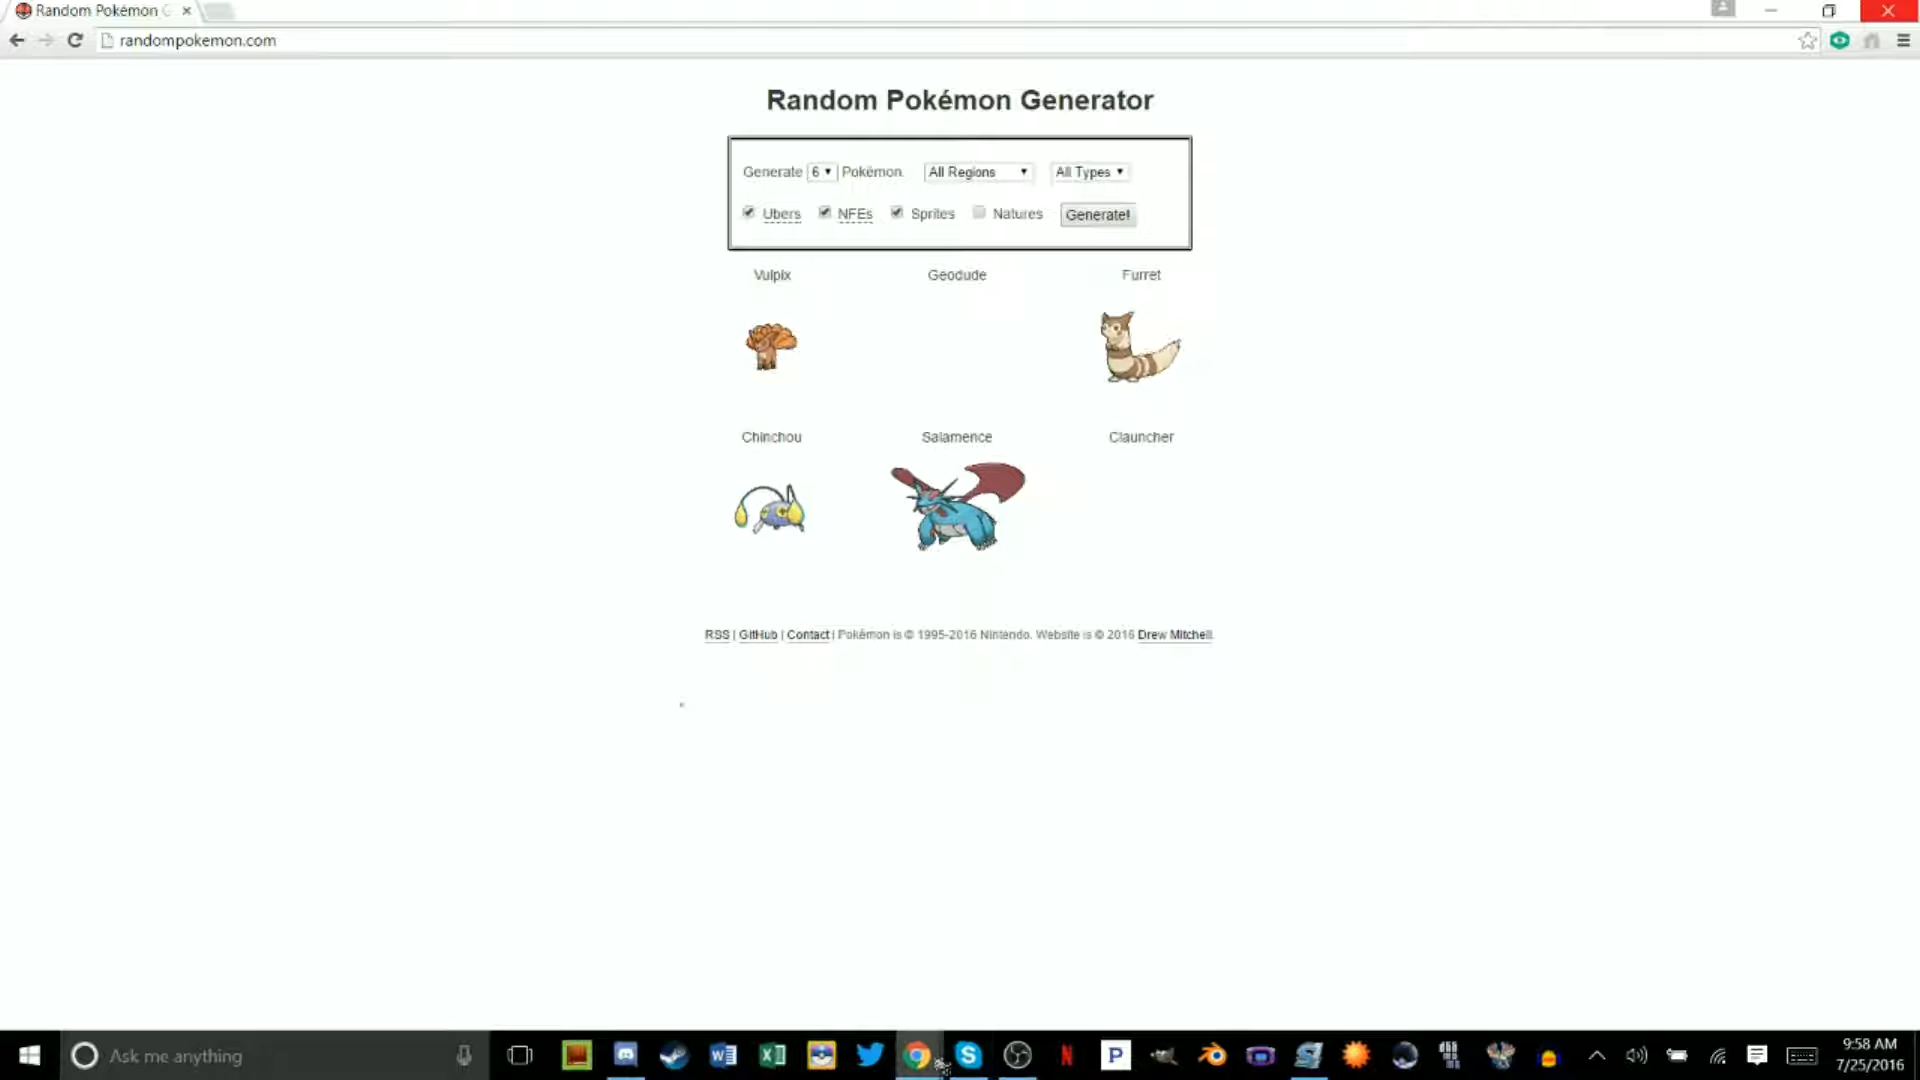 Random Pokémon G
randompokemon.com
Random Pokémon Generator
Generate 6 Pokémon. All Regions All Types
Ubers NFEs Sprites Natures Generate!
Vulpix Geodude Furret
Chinchou Salamence Clauncher
RSS | GitHub | Contact | Pokémon is © 1995-2016 Nintendo. Website is © 2016 Drew Mitchell.
Ask me anything
9:58 AM
7/25/2016